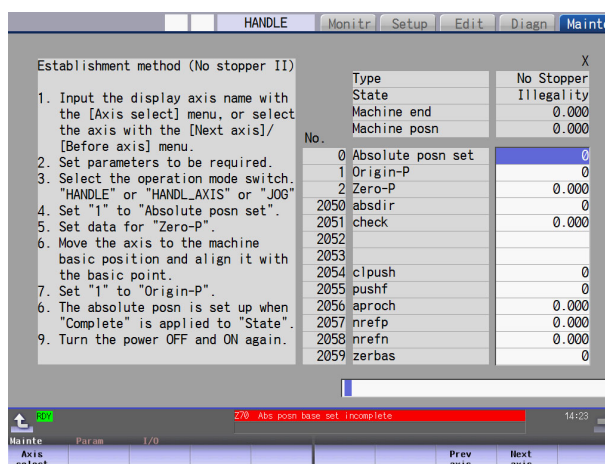 HANDLE Monitr Setup Edit Diagn Mainte
Establishment method (No stopper II)
1. Input the display axis name with
the [Axis select] menu, or select
the axis with the [Next axis]/
[Before axis] menu.
2. Set parameters to be required.
3. Select the operation mode switch.
"HANDLE" or "HANDL_AXIS" or "JOG"
4. Set "1" to "Absolute posn set".
5. Set data for "Zero-P".
6. Move the axis to the machine
basic position and align it with
the basic point.
7. Set "1" to "Origin-P".
6. The absolute posn is set up when
"Complete" is applied to "State".
9. Turn the power OFF and ON again.
X
Type No Stopper
State Illegality
Machine end 0.000
Machine posn 0.000
No.
0 Absolute posn set 0
1 Origin-P 0
2 Zero-P 0.000
2050 absdir 0
2051 check 0.000
2052
2053
2054 clpush 0
2055 pushf 0
2056 aproch 0.000
2057 nrefp 0.000
2058 nrefn 0.000
2059 zerbas 0
RDY Z70 Abs posn base set incomplete 14:23
Mainte Param I/O
Axis select Prev axis Next axis